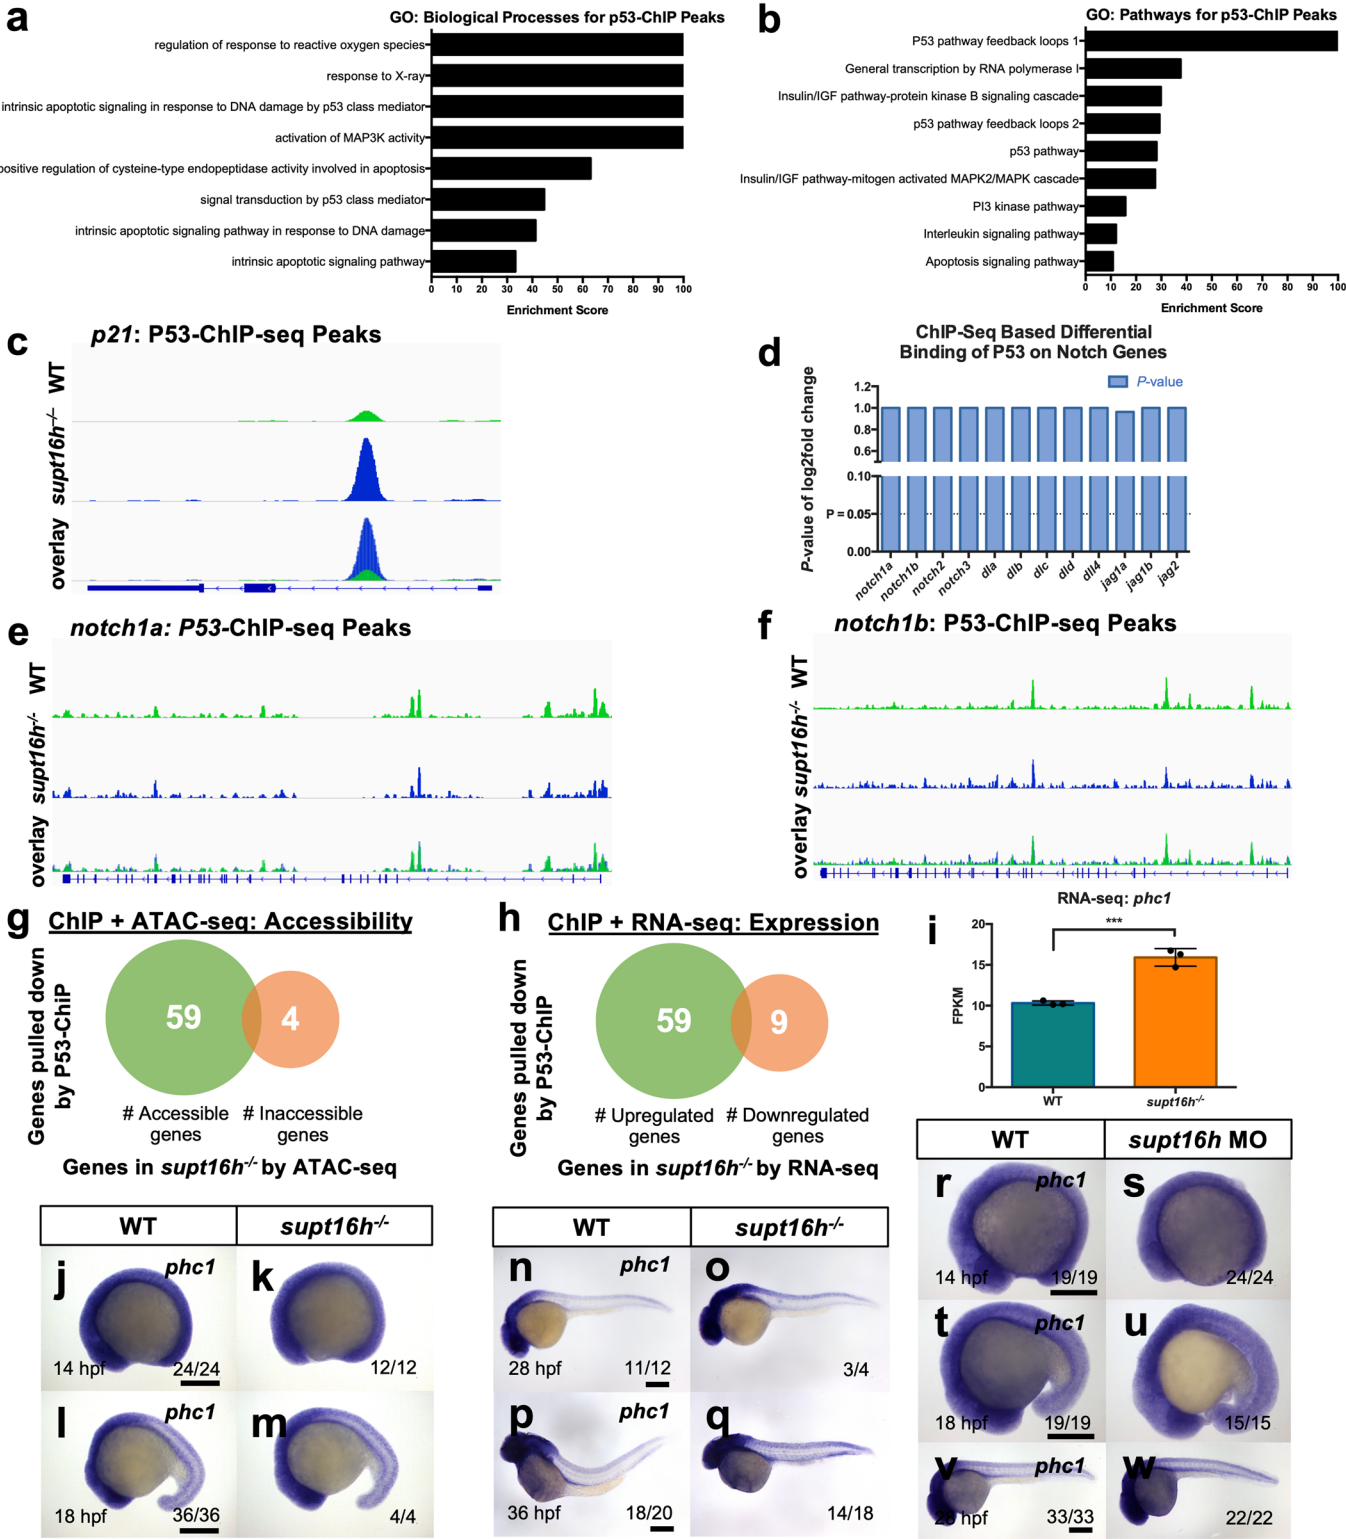 a
GO: Biological Processes for p53-ChIP Peaks
regulation of response to reactive oxygen species
response to X-ray
intrinsic apoptotic signaling in response to DNA damage by p53 class mediator
activation of MAP3K activity
positive regulation of cysteine-type endopeptidase activity involved in apoptosis
signal transduction by p53 class mediator
intrinsic apoptotic signaling pathway in response to DNA damage
intrinsic apoptotic signaling pathway
0 10 20 30 40 50 60 70 80 90 100
Enrichment Score
b
GO: Pathways for p53-ChIP Peaks
P53 pathway feedback loops 1
General transcription by RNA polymerase I
Insulin/IGF pathway-protein kinase B signaling cascade
p53 pathway feedback loops 2
p53 pathway
Insulin/IGF pathway-mitogen activated MAPK2/MAPK cascade
PI3 kinase pathway
Interleukin signaling pathway
Apoptosis signaling pathway
0 10 20 30 40 50 60 70 80 90 100
Enrichment Score
c
p21: P53-ChIP-seq Peaks
WT
supt16h-/-
overlay
d
ChIP-Seq Based Differential
Binding of P53 on Notch Genes
P-value
P-value of log2fold change
1.2
1.0
0.8
0.6
0.10
P = 0.05
0.00
notch1a notch1b notch2 notch3 dla dlb dlc dld dll4 jag1a jag1b jag2
e
notch1a: P53-ChIP-seq Peaks
WT
supt16h-/-
overlay
f
notch1b: P53-ChIP-seq Peaks
WT
supt16h-/-
overlay
g
ChIP + ATAC-seq: Accessibility
Genes pulled down
by P53-ChiP
59 4
# Accessible genes
# Inaccessible genes
Genes in supt16h-/- by ATAC-seq
h
ChIP + RNA-seq: Expression
Genes pulled down
by P53-ChIP
59 9
# Upregulated genes
# Downregulated genes
Genes in supt16h-/- by RNA-seq
i
RNA-seq: phc1
***
FPKM
20
15
10
5
0
WT supt16h-/-
WT supt16h-/-
j phc1 k
14 hpf 24/24 12/12
l phc1 m
18 hpf 36/36 4/4
WT supt16h-/-
n phc1 o
28 hpf 11/12 3/4
p phc1 q
36 hpf 18/20 14/18
WT supt16h MO
r phc1 s
14 hpf 19/19 24/24
t phc1 u
18 hpf 19/19 15/15
v phc1 w
28 hpf 33/33 22/22